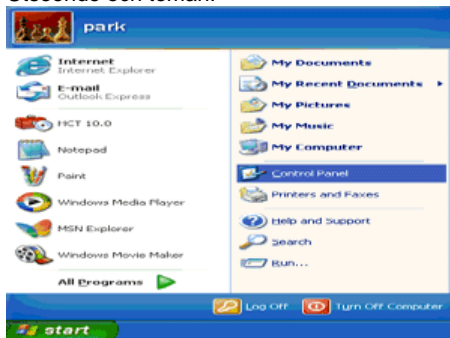 park
Internet
Internet Explorer
E-mail
Outlook Express
HCT 10.0
Notepad
Paint
Windows Media Player
MSN Explorer
Windows Movie Maker
All Programs
My Documents
My Recent Documents
My Pictures
My Music
My Computer
Control Panel
Printers and Faxes
Help and Support
Search
Run...
Log Off
Turn Off Computer
start